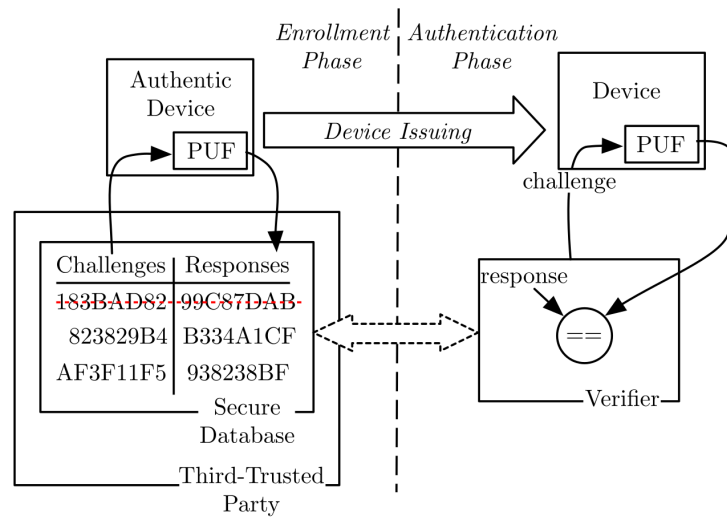 Enrollment
Phase
Authentication
Phase
Authentic
Device
PUF
Device Issuing
Device
PUF
challenge
Challenges Responses
183BAD82 99C87DAB
823829B4 B334A1CF
AF3F11F5 938238BF
Secure
Database
Third-Trusted
Party
response
==
Verifier